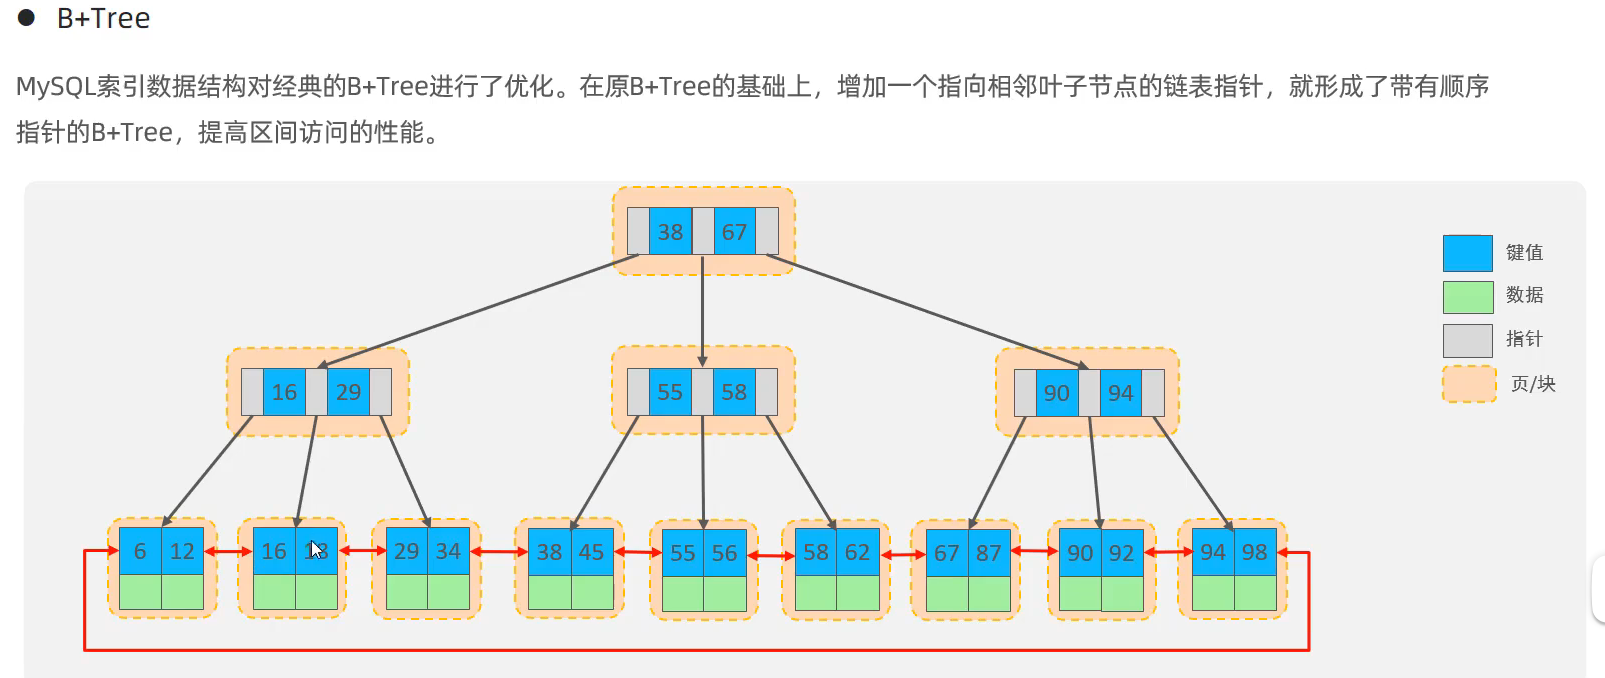 ● B+Tree
MySQL索引数据结构对经典的B+Tree进行了优化。在原B+Tree的基础上，增加一个指向相邻叶子节点的链表指针，就形成了带有顺序
指针的B+Tree，提高区间访问的性能。
38 67
键值
数据
指针
页/块
16 29 55 58 90 94
6 12 16 18 29 34 38 45 55 56 58 62 67 87 90 92 94 98